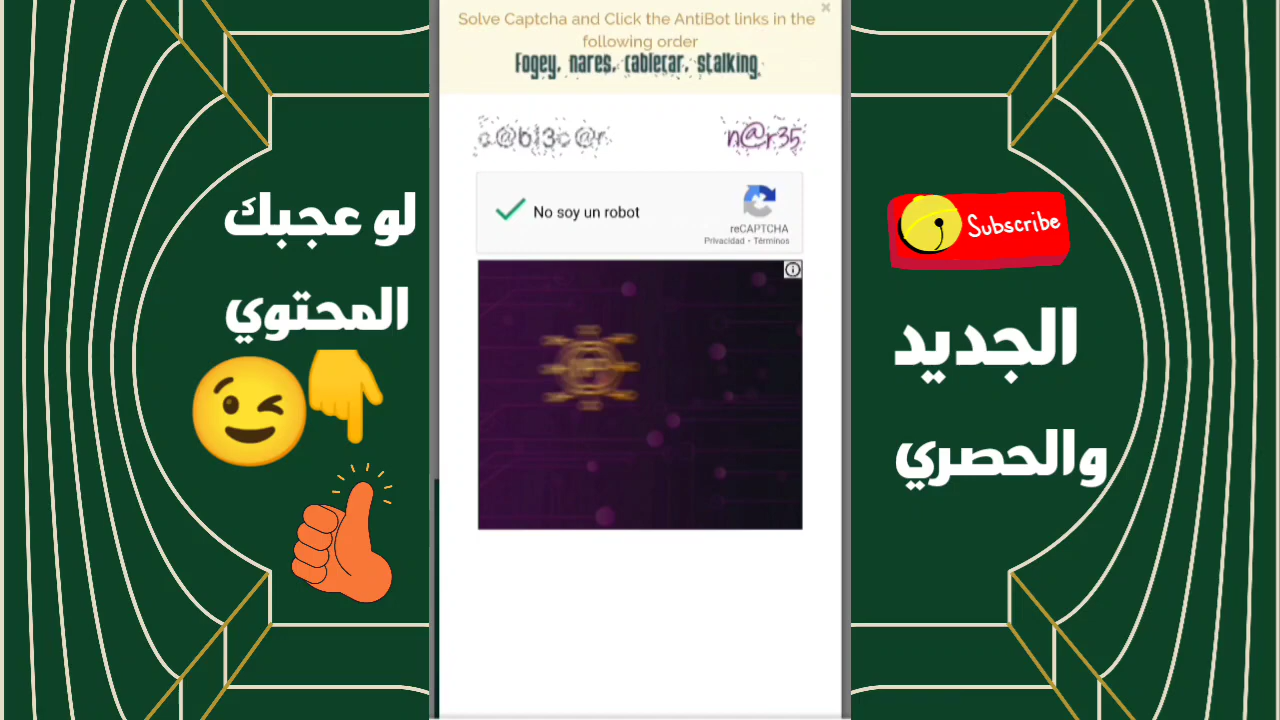 Solve Captcha and Click the AntiBot links in the
following order
Fogey, nares, cablecar, stalking,
c@bl3c@r
n@r35
No soy un robot
reCAPTCHA
Privacidad - Términos
لو عجبك
المحتوي
Subscribe
الجديد
والحصري